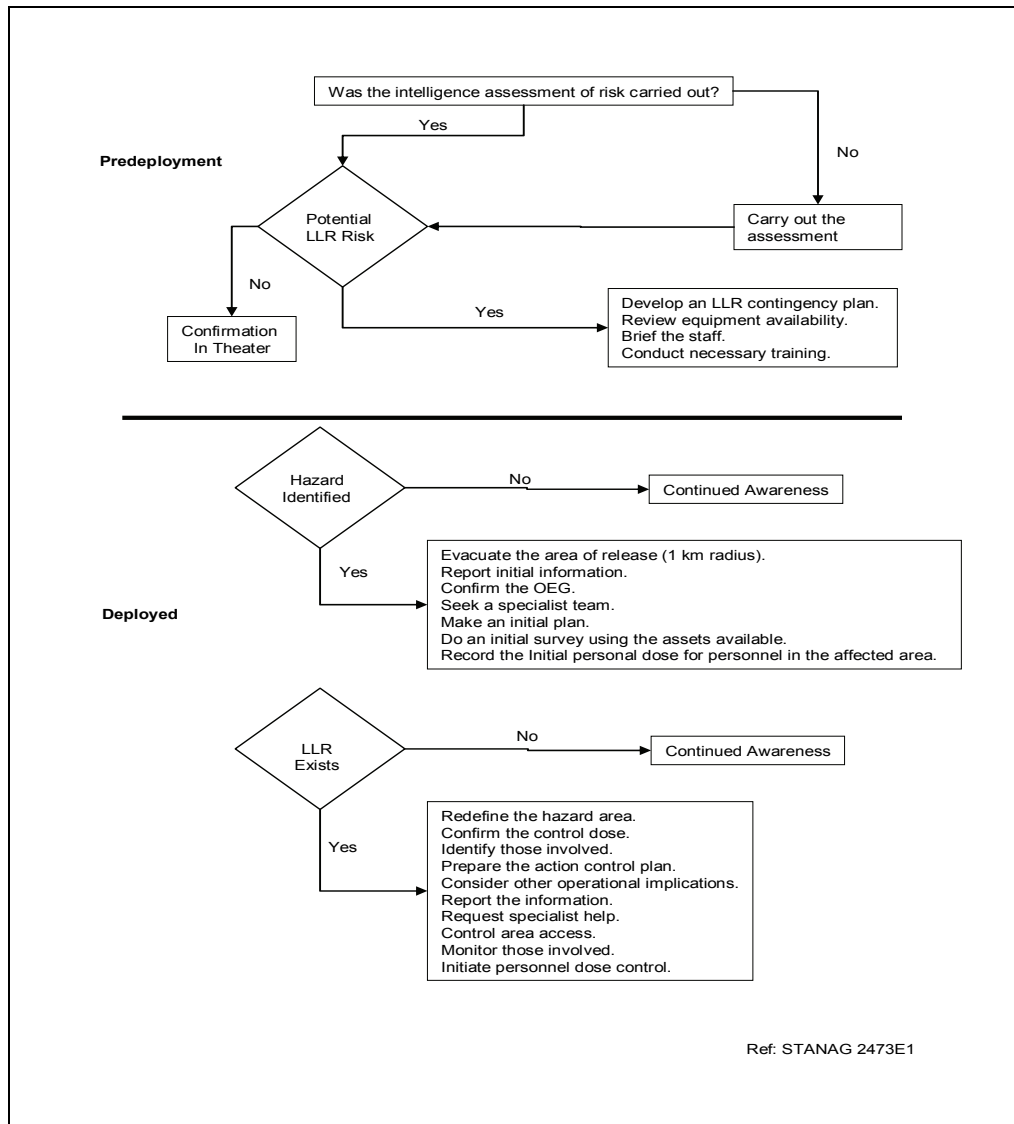 Was the intelligence assessment of risk carried out?
Yes
No
Predeployment
Potential
LLR Risk
Carry out the
assessment
No
Yes
Confirmation
In Theater
Develop an LLR contingency plan.
Review equipment availability.
Brief the staff.
Conduct necessary training.
Hazard
Identified
No
Continued Awareness
Yes
Evacuate the area of release (1 km radius).
Report initial information.
Confirm the OEG.
Seek a specialist team.
Make an initial plan.
Do an initial survey using the assets available.
Record the Initial personal dose for personnel in the affected area.
Deployed
LLR
Exists
No
Continued Awareness
Yes
Redefine the hazard area.
Confirm the control dose.
Identify those involved.
Prepare the action control plan.
Consider other operational implications.
Report the information.
Request specialist help.
Control area access.
Monitor those involved.
Initiate personnel dose control.
Ref: STANAG 2473E1